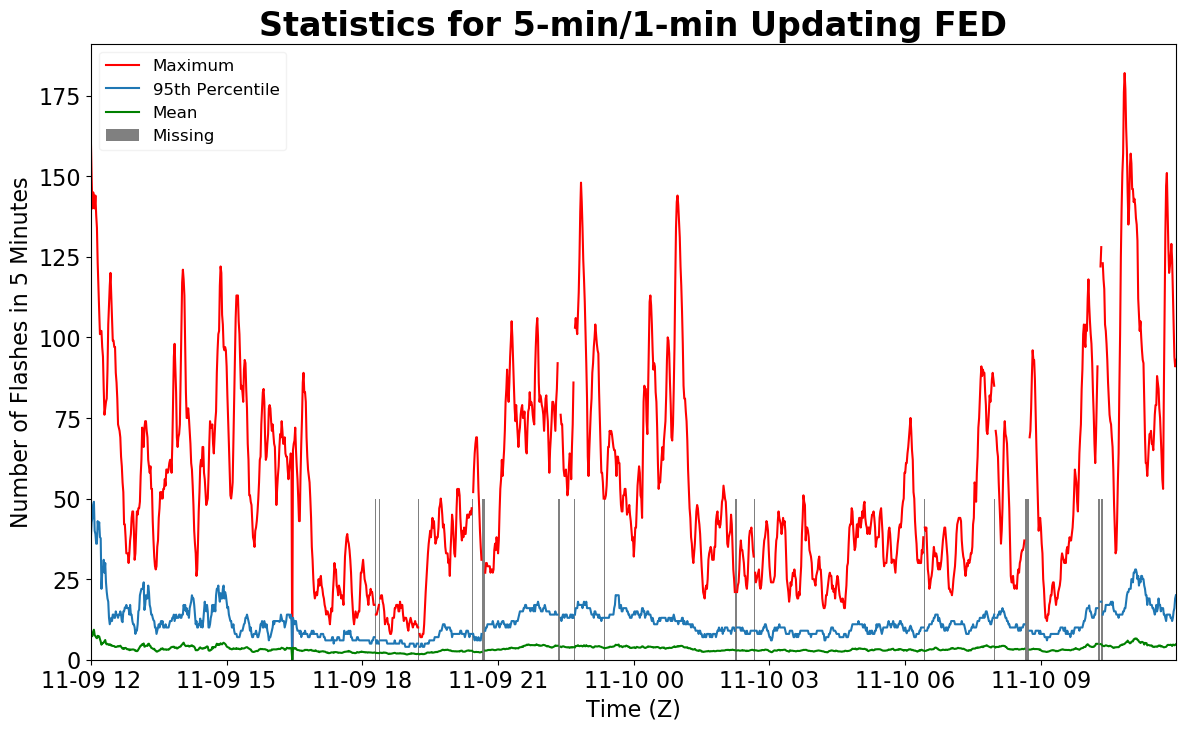 Statistics for 5-min/1-min Updating FED
Maximum
95th Percentile
Mean
Missing
Number of Flashes in 5 Minutes
175
150
125
100
75
50
25
0
11-09 12 11-09 15 11-09 18 11-09 21 11-10 00 11-10 03 11-10 06 11-10 09
Time (Z)